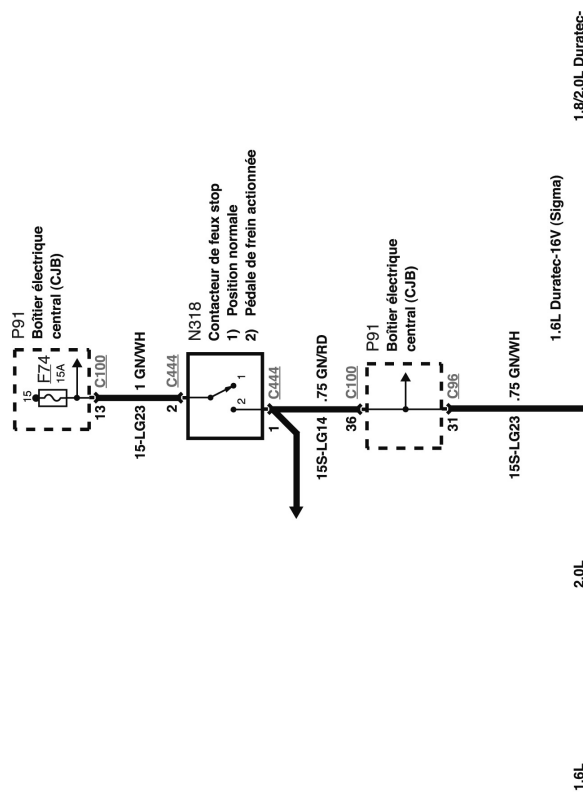 P91
Boîtier électrique
central (CJB)
15
F74
15A
13
C100
15-LG23
1 GN/WH
2
C444
N318
Contacteur de feux stop
1) Position normale
2) Pédale de frein actionnée
2
1
1
C444
15S-LG14
.75 GN/RD
36
C100
P91
Boîtier électrique
central (CJB)
31
C96
15S-LG23
.75 GN/WH
1.6L Duratec-16V (Sigma)
1.6L
2.0L
1.8/2.0L Duratec-